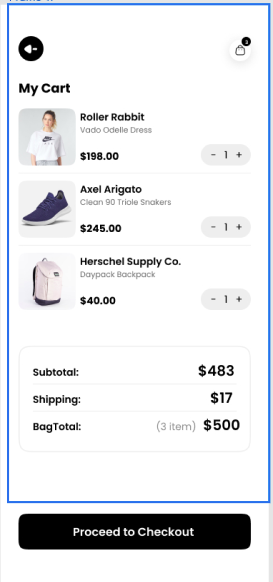 3
My Cart
Roller Rabbit
Vado Odelle Dress
$198.00
- 1 +
Axel Arigato
Clean 90 Triole Snakers
$245.00
- 1 +
Herschel Supply Co.
Daypack Backpack
$40.00
- 1 +
Subtotal: $483
Shipping: $17
BagTotal: (3 item) $500
Proceed to Checkout